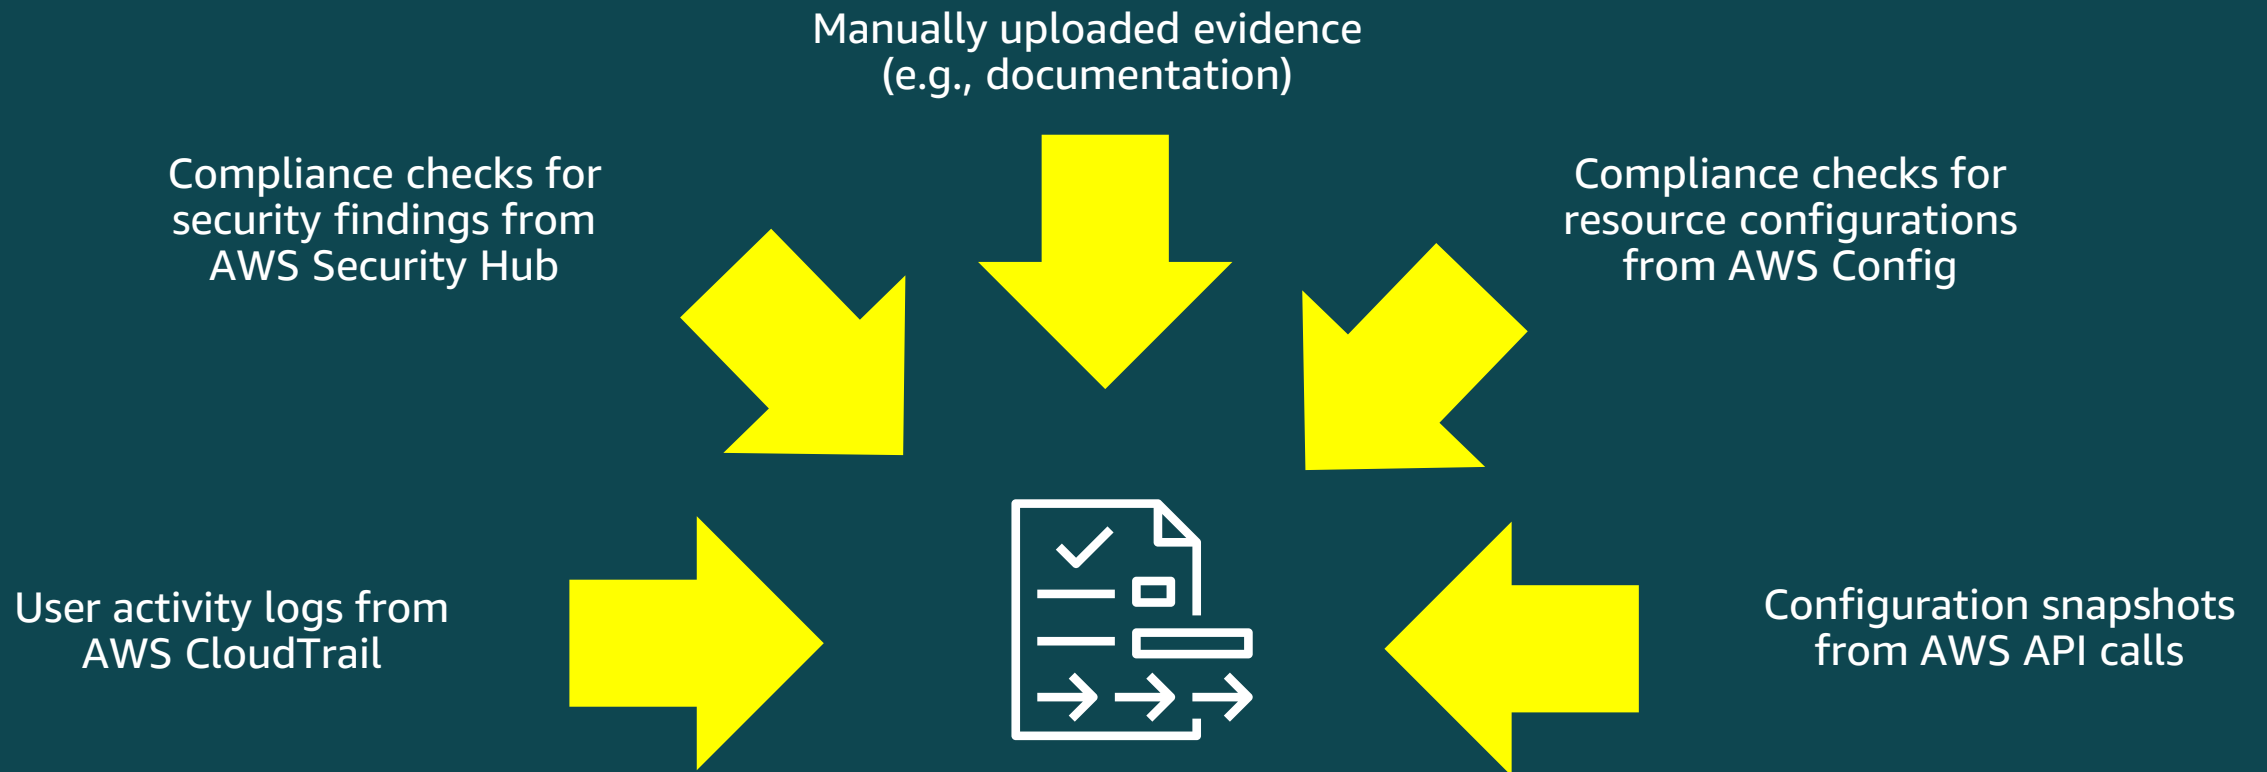 Manually uploaded evidence
(e.g., documentation)
Compliance checks for
security findings from
AWS Security Hub
Compliance checks for
resource configurations
from AWS Config
User activity logs from
AWS CloudTrail
Configuration snapshots
from AWS API calls